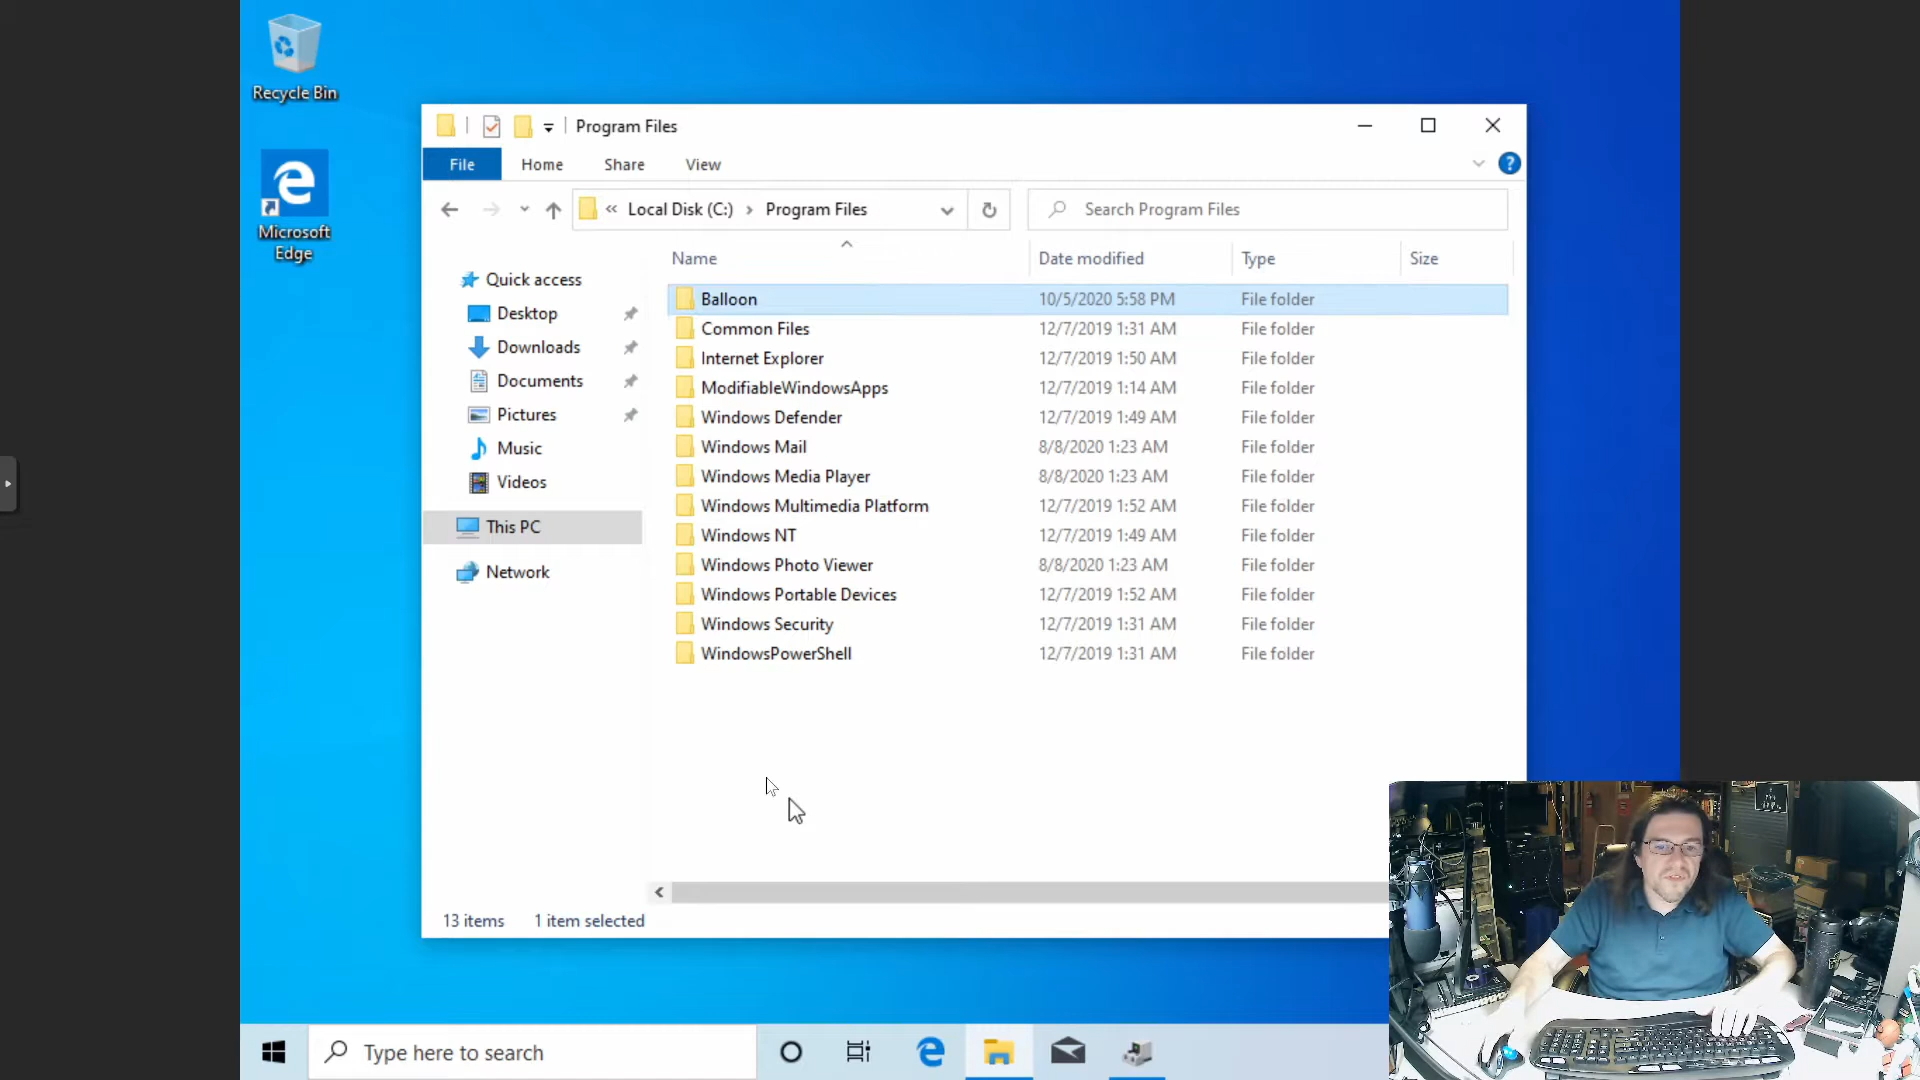 Recycle Bin
Microsoft
Edge
Program Files
File Home Share View
« Local Disk (C:) › Program Files
Search Program Files
Name Date modified Type Size
Quick access
Desktop
Downloads
Documents
Pictures
Music
Videos
This PC
Network
Balloon 10/5/2020 5:58 PM File folder
Common Files 12/7/2019 1:31 AM File folder
Internet Explorer 12/7/2019 1:50 AM File folder
ModifiableWindowsApps 12/7/2019 1:14 AM File folder
Windows Defender 12/7/2019 1:49 AM File folder
Windows Mail 8/8/2020 1:23 AM File folder
Windows Media Player 8/8/2020 1:23 AM File folder
Windows Multimedia Platform 12/7/2019 1:52 AM File folder
Windows NT 12/7/2019 1:49 AM File folder
Windows Photo Viewer 8/8/2020 1:23 AM File folder
Windows Portable Devices 12/7/2019 1:52 AM File folder
Windows Security 12/7/2019 1:31 AM File folder
WindowsPowerShell 12/7/2019 1:31 AM File folder
13 items 1 item selected
Type here to search